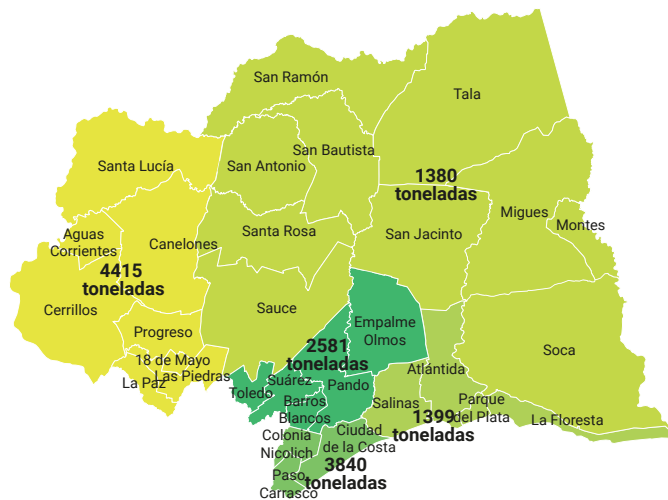 San Ramón
Tala
San Bautista
Santa Lucía
San Antonio
1380
toneladas
Migues
Montes
Aguas
Corrientes
Canelones
Santa Rosa
San Jacinto
4415
toneladas
Cerrillos
Sauce
Empalme
Olmos
Progreso
2581
toneladas
Soca
18 de Mayo
Las Piedras
La Paz
Atlántida
Suárez
Toledo
Pando
Barros
Blancos
Salinas
Parque
del Plata
1399
toneladas
La Floresta
Colonia
Nicolich
Ciudad
de la Costa
3840
toneladas
Paso
Carrasco